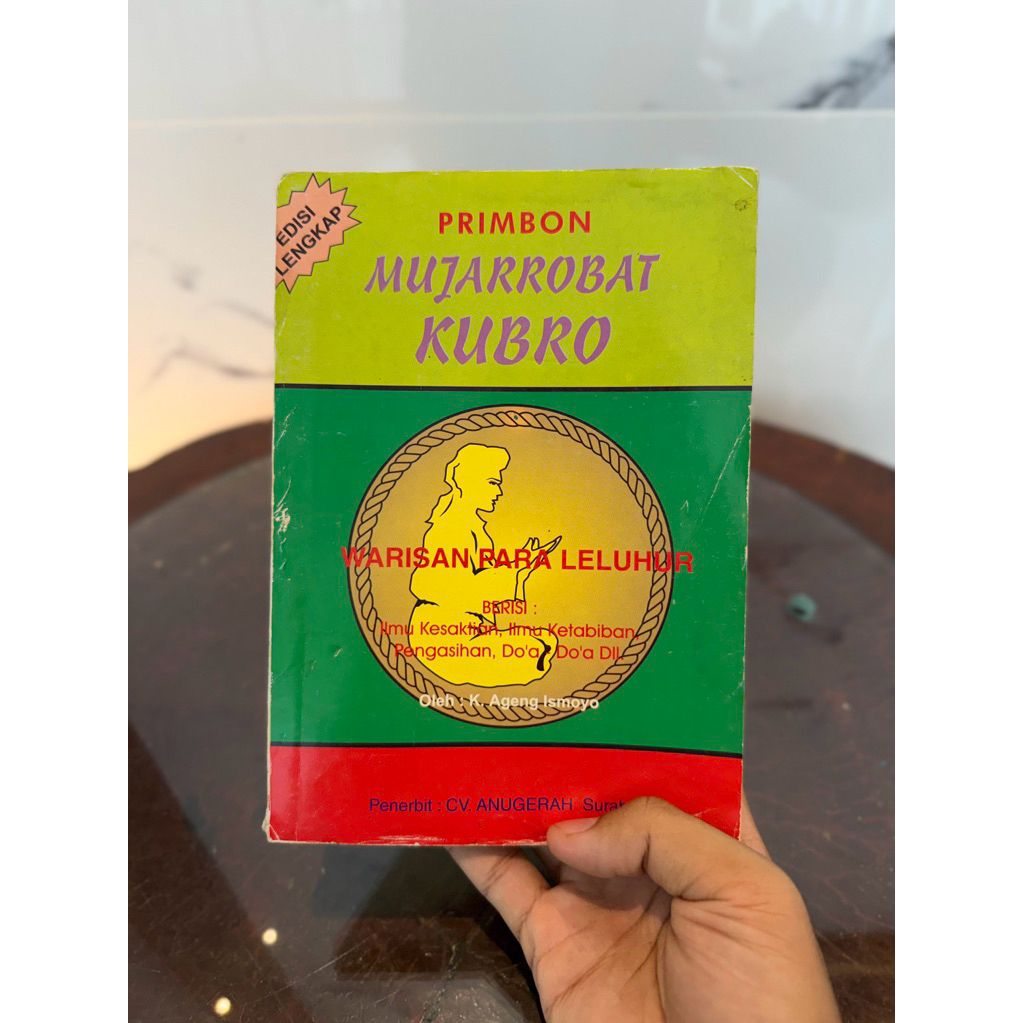 EDISI
LENGKAP
PRIMBON
MUJARROBAT
KUBRO
WARISAN PARA LELUHUR
BERISI :
Ilmu Kesaktian, Ilmu Ketabiban,
Pengasihan, Do'a - Do'a Dll.
Oleh : K. Ageng Ismoyo
Penerbit : CV. ANUGERAH